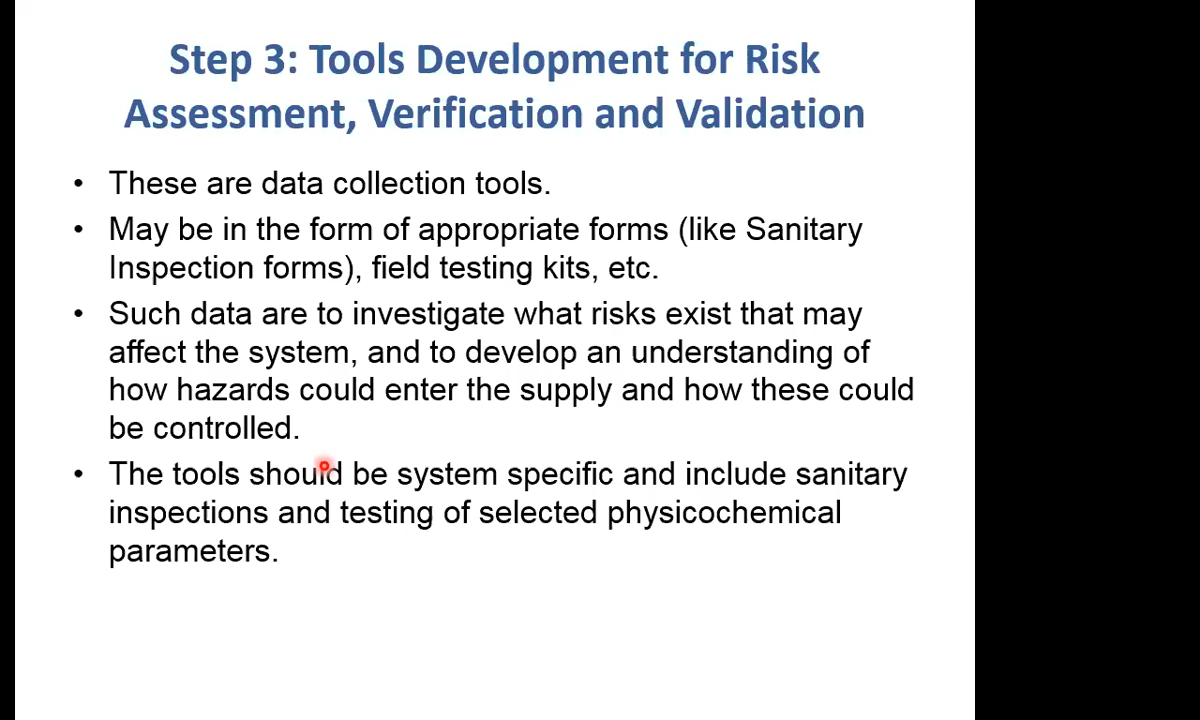 Step 3: Tools Development for Risk
Assessment, Verification and Validation
• These are data collection tools.
• May be in the form of appropriate forms (like Sanitary
Inspection forms), field testing kits, etc.
• Such data are to investigate what risks exist that may
affect the system, and to develop an understanding of
how hazards could enter the supply and how these could
be controlled.
• The tools should be system specific and include sanitary
inspections and testing of selected physicochemical
parameters.